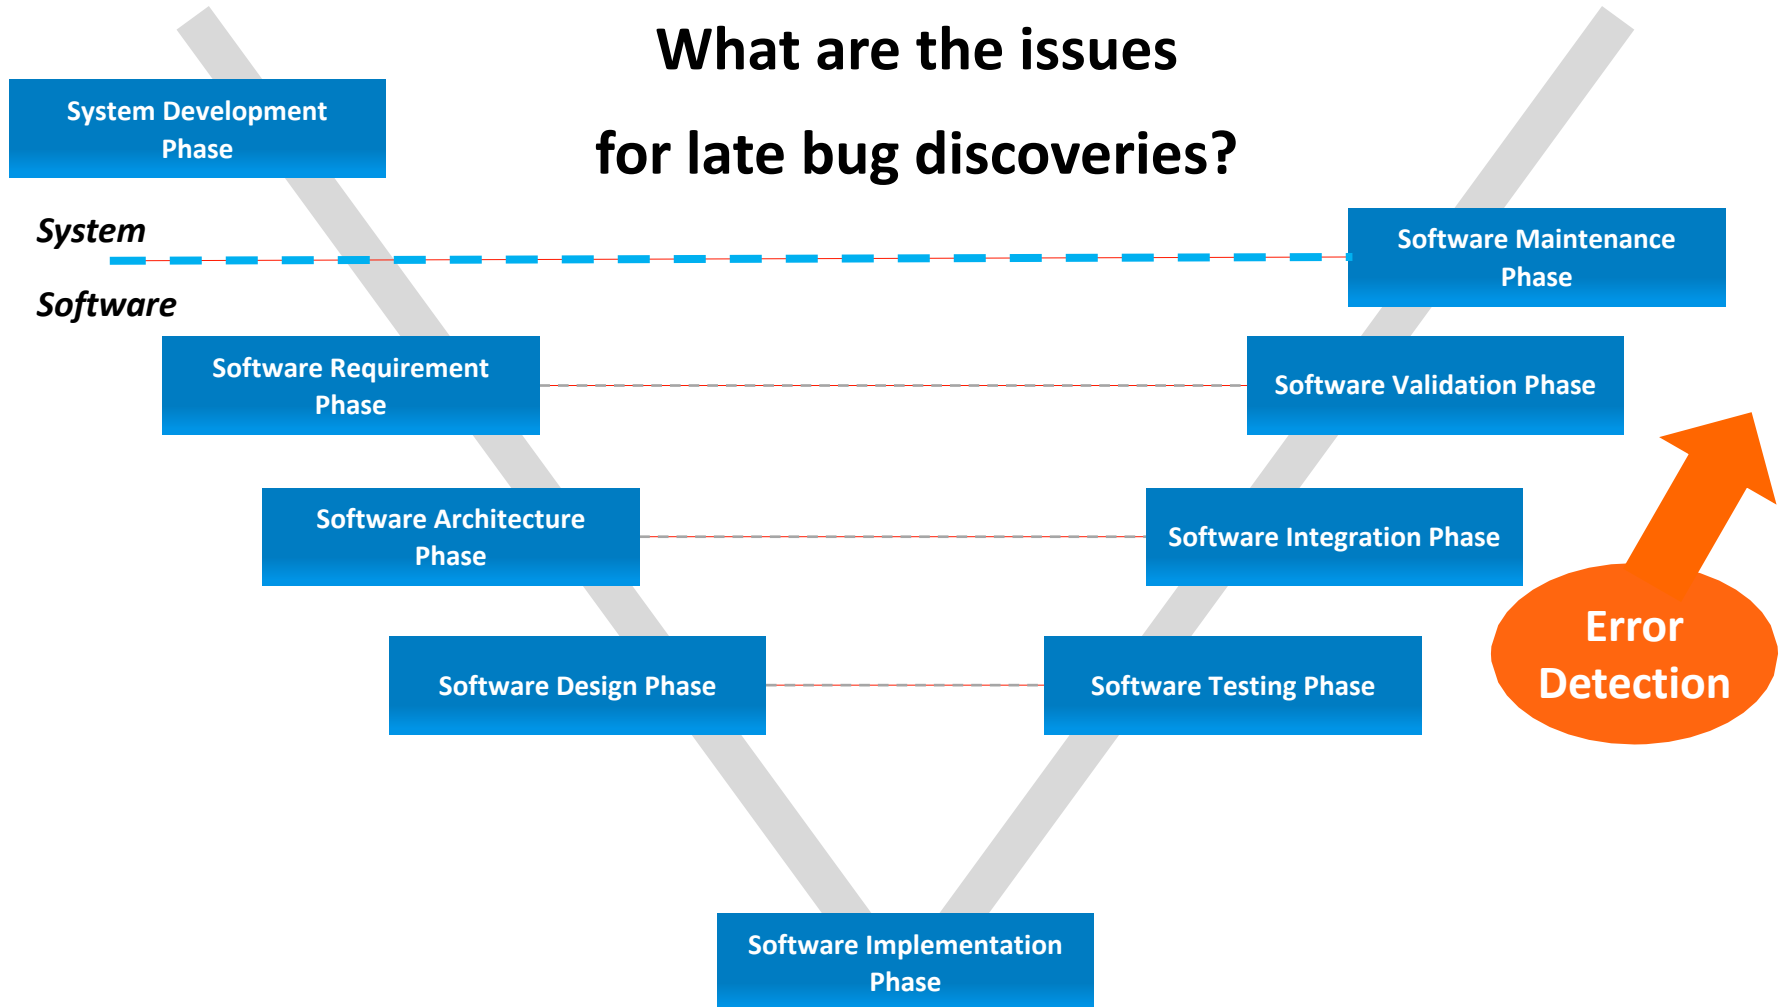 What are the issues
for late bug discoveries?
System Development
Phase
System
Software
Software Maintenance
Phase
Software Requirement
Phase
Software Validation Phase
Software Architecture
Phase
Software Integration Phase
Software Design Phase
Software Testing Phase
Error
Detection
Software Implementation
Phase